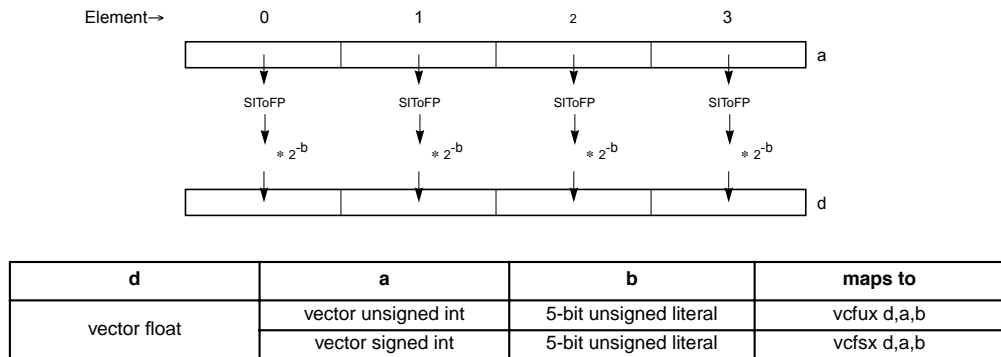 Element→ 0 1 2 3
a
SIToFP SIToFP SIToFP SIToFP
* 2-b * 2-b * 2-b * 2-b
d
d a b maps to
vector float vector unsigned int 5-bit unsigned literal vcfux d,a,b
vector signed int 5-bit unsigned literal vcfsx d,a,b